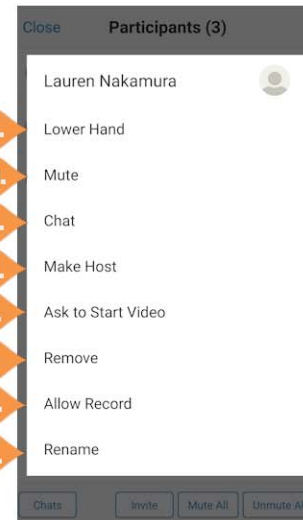 Close Participants (3)
Lauren Nakamura
Lower Hand
Mute
Chat
Make Host
Ask to Start Video
Remove
Allow Record
Rename
Chats Invite Mute All Unmute